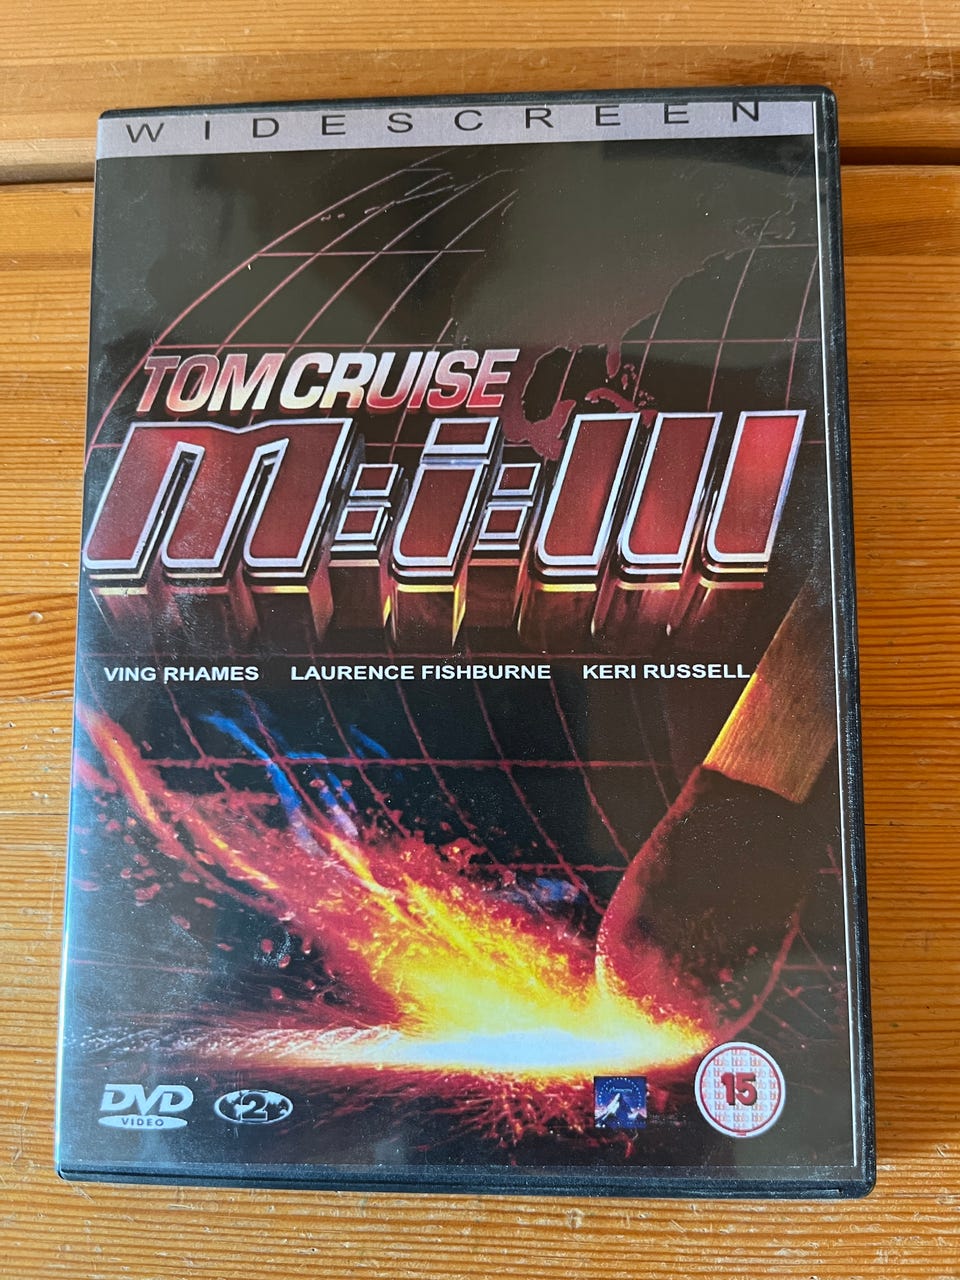 WIDESCREEN
TOM CRUISE
M:i:III
VING RHAMES LAURENCE FISHBURNE KERI RUSSELL
DVD VIDEO
2
15